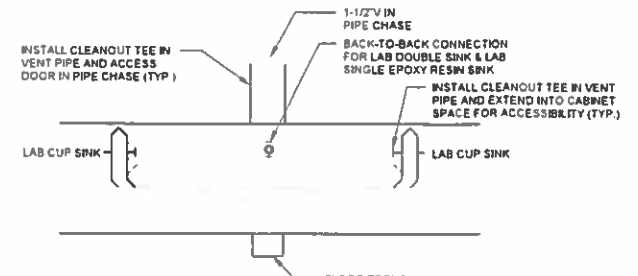 1-1/2"V IN
PIPE CHASE
INSTALL CLEANOUT TEE IN
VENT PIPE AND ACCESS
DOOR IN PIPE CHASE (TYP.)
BACK-TO-BACK CONNECTION
FOR LAB DOUBLE SINK & LAB
SINGLE EPOXY RESIN SINK
INSTALL CLEANOUT TEE IN VENT
PIPE AND EXTEND INTO CABINET
SPACE FOR ACCESSIBILITY (TYP.)
LAB CUP SINK
LAB CUP SINK